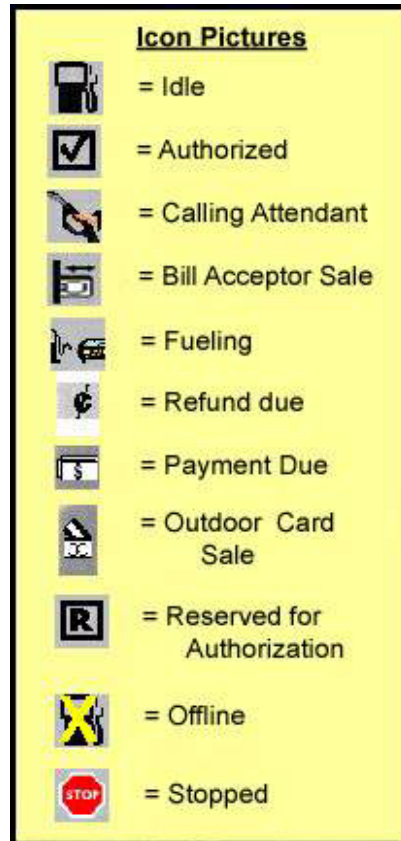 Icon Pictures
= Idle
= Authorized
= Calling Attendant
= Bill Acceptor Sale
= Fueling
¢ = Refund due
$ = Payment Due
= Outdoor Card
Sale
R = Reserved for
Authorization
= Offline
STOP = Stopped